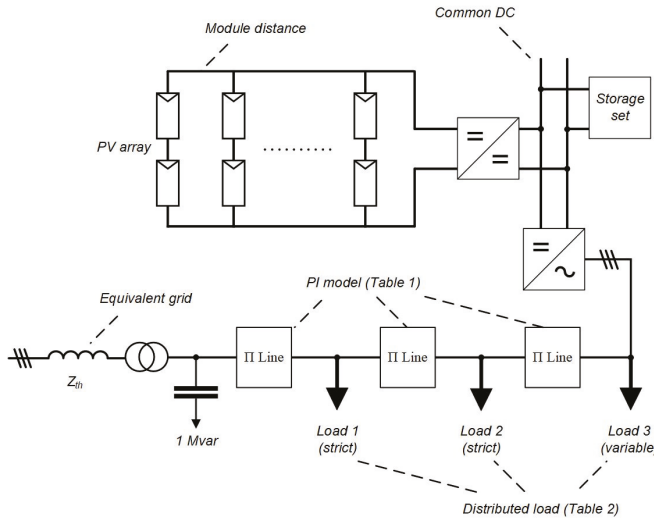 Module distance
Common DC
Storage
set
PV array
=
=
=
~
Equivalent grid
PI model (Table 1)
Π Line
Π Line
Π Line
Zth
1 Mvar
Load 1
(strict)
Load 2
(strict)
Load 3
(variable
Distributed load (Table 2)